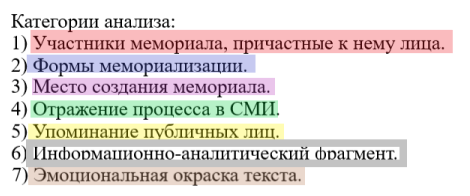 Категории анализа:
1) Участники мемориала, причастные к нему лица.
2) Формы мемориализации.
3) Место создания мемориала.
4) Отражение процесса в СМИ.
5) Упоминание публичных лиц.
6) Информационно-аналитический фрагмент.
7) Эмоциональная окраска текста.